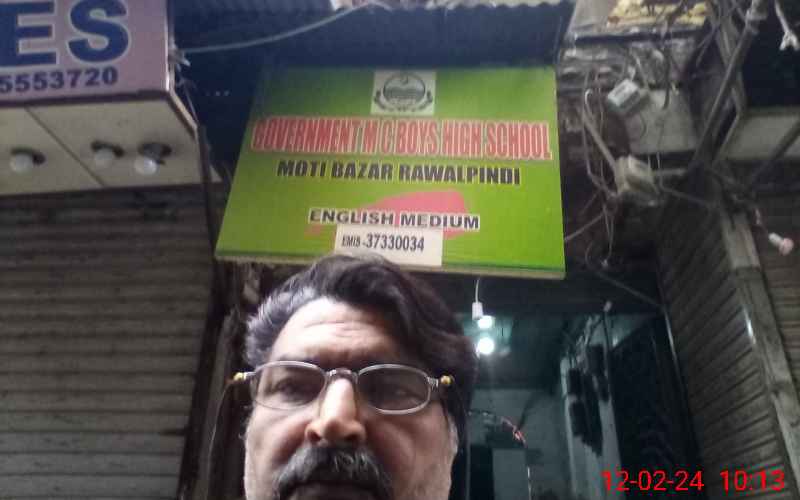 ES
5553720
GOVERNMENT M C BOYS HIGH SCHOOL
MOTI BAZAR RAWALPINDI
ENGLISH MEDIUM
EMIS -37330034
12-02-24 10:13